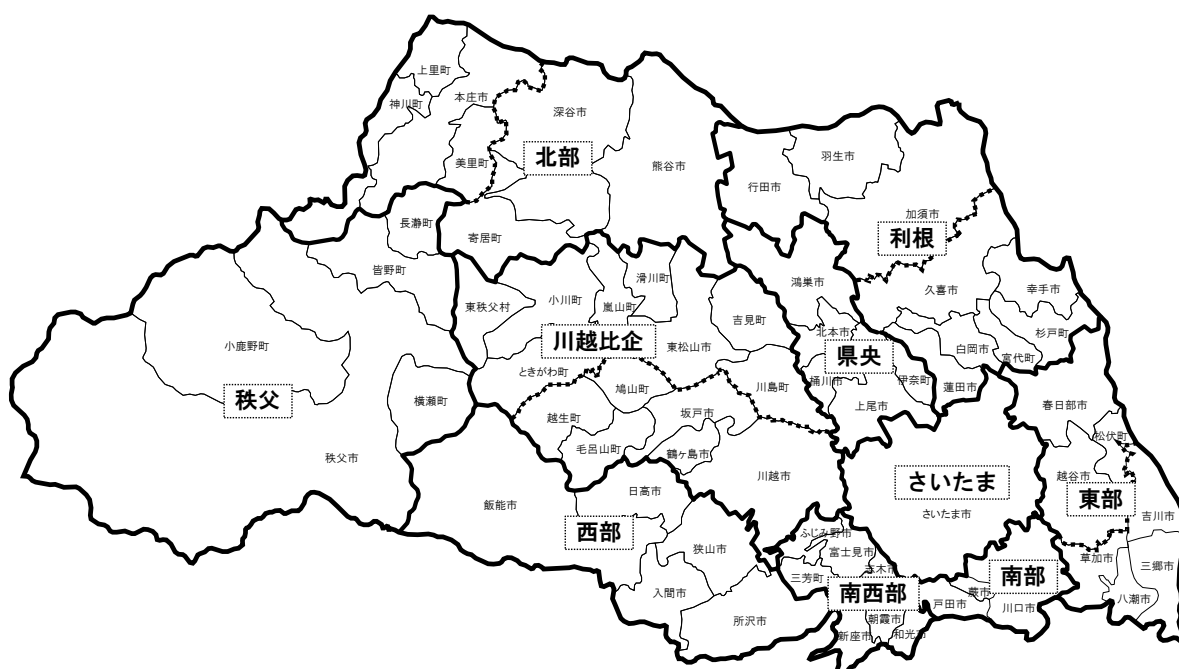 上里町
神川町
本庄市
美里町
深谷市
北部
熊谷市
寄居町
長瀞町
皆野町
小鹿野町
秩父
横瀬町
秩父市
東秩父村
小川町
嵐山町
滑川町
吉見町
川越比企
東松山市
ときがわ町
鳩山町
川島町
越生町
坂戸市
毛呂山町
鶴ヶ島市
川越市
行田市
羽生市
加須市
利根
久喜市
幸手市
杉戸町
白岡市
宮代町
蓮田市
鴻巣市
北本市
県央
桶川市
伊奈町
上尾市
さいたま
さいたま市
春日部市
松伏町
越谷市
東部
吉川市
草加市
三郷市
八潮市
飯能市
日高市
西部
狭山市
入間市
所沢市
ふじみ野市
富士見市
三芳町
志木市
南西部
朝霞市
新座市
和光市
南部
戸田市
蕨市
川口市